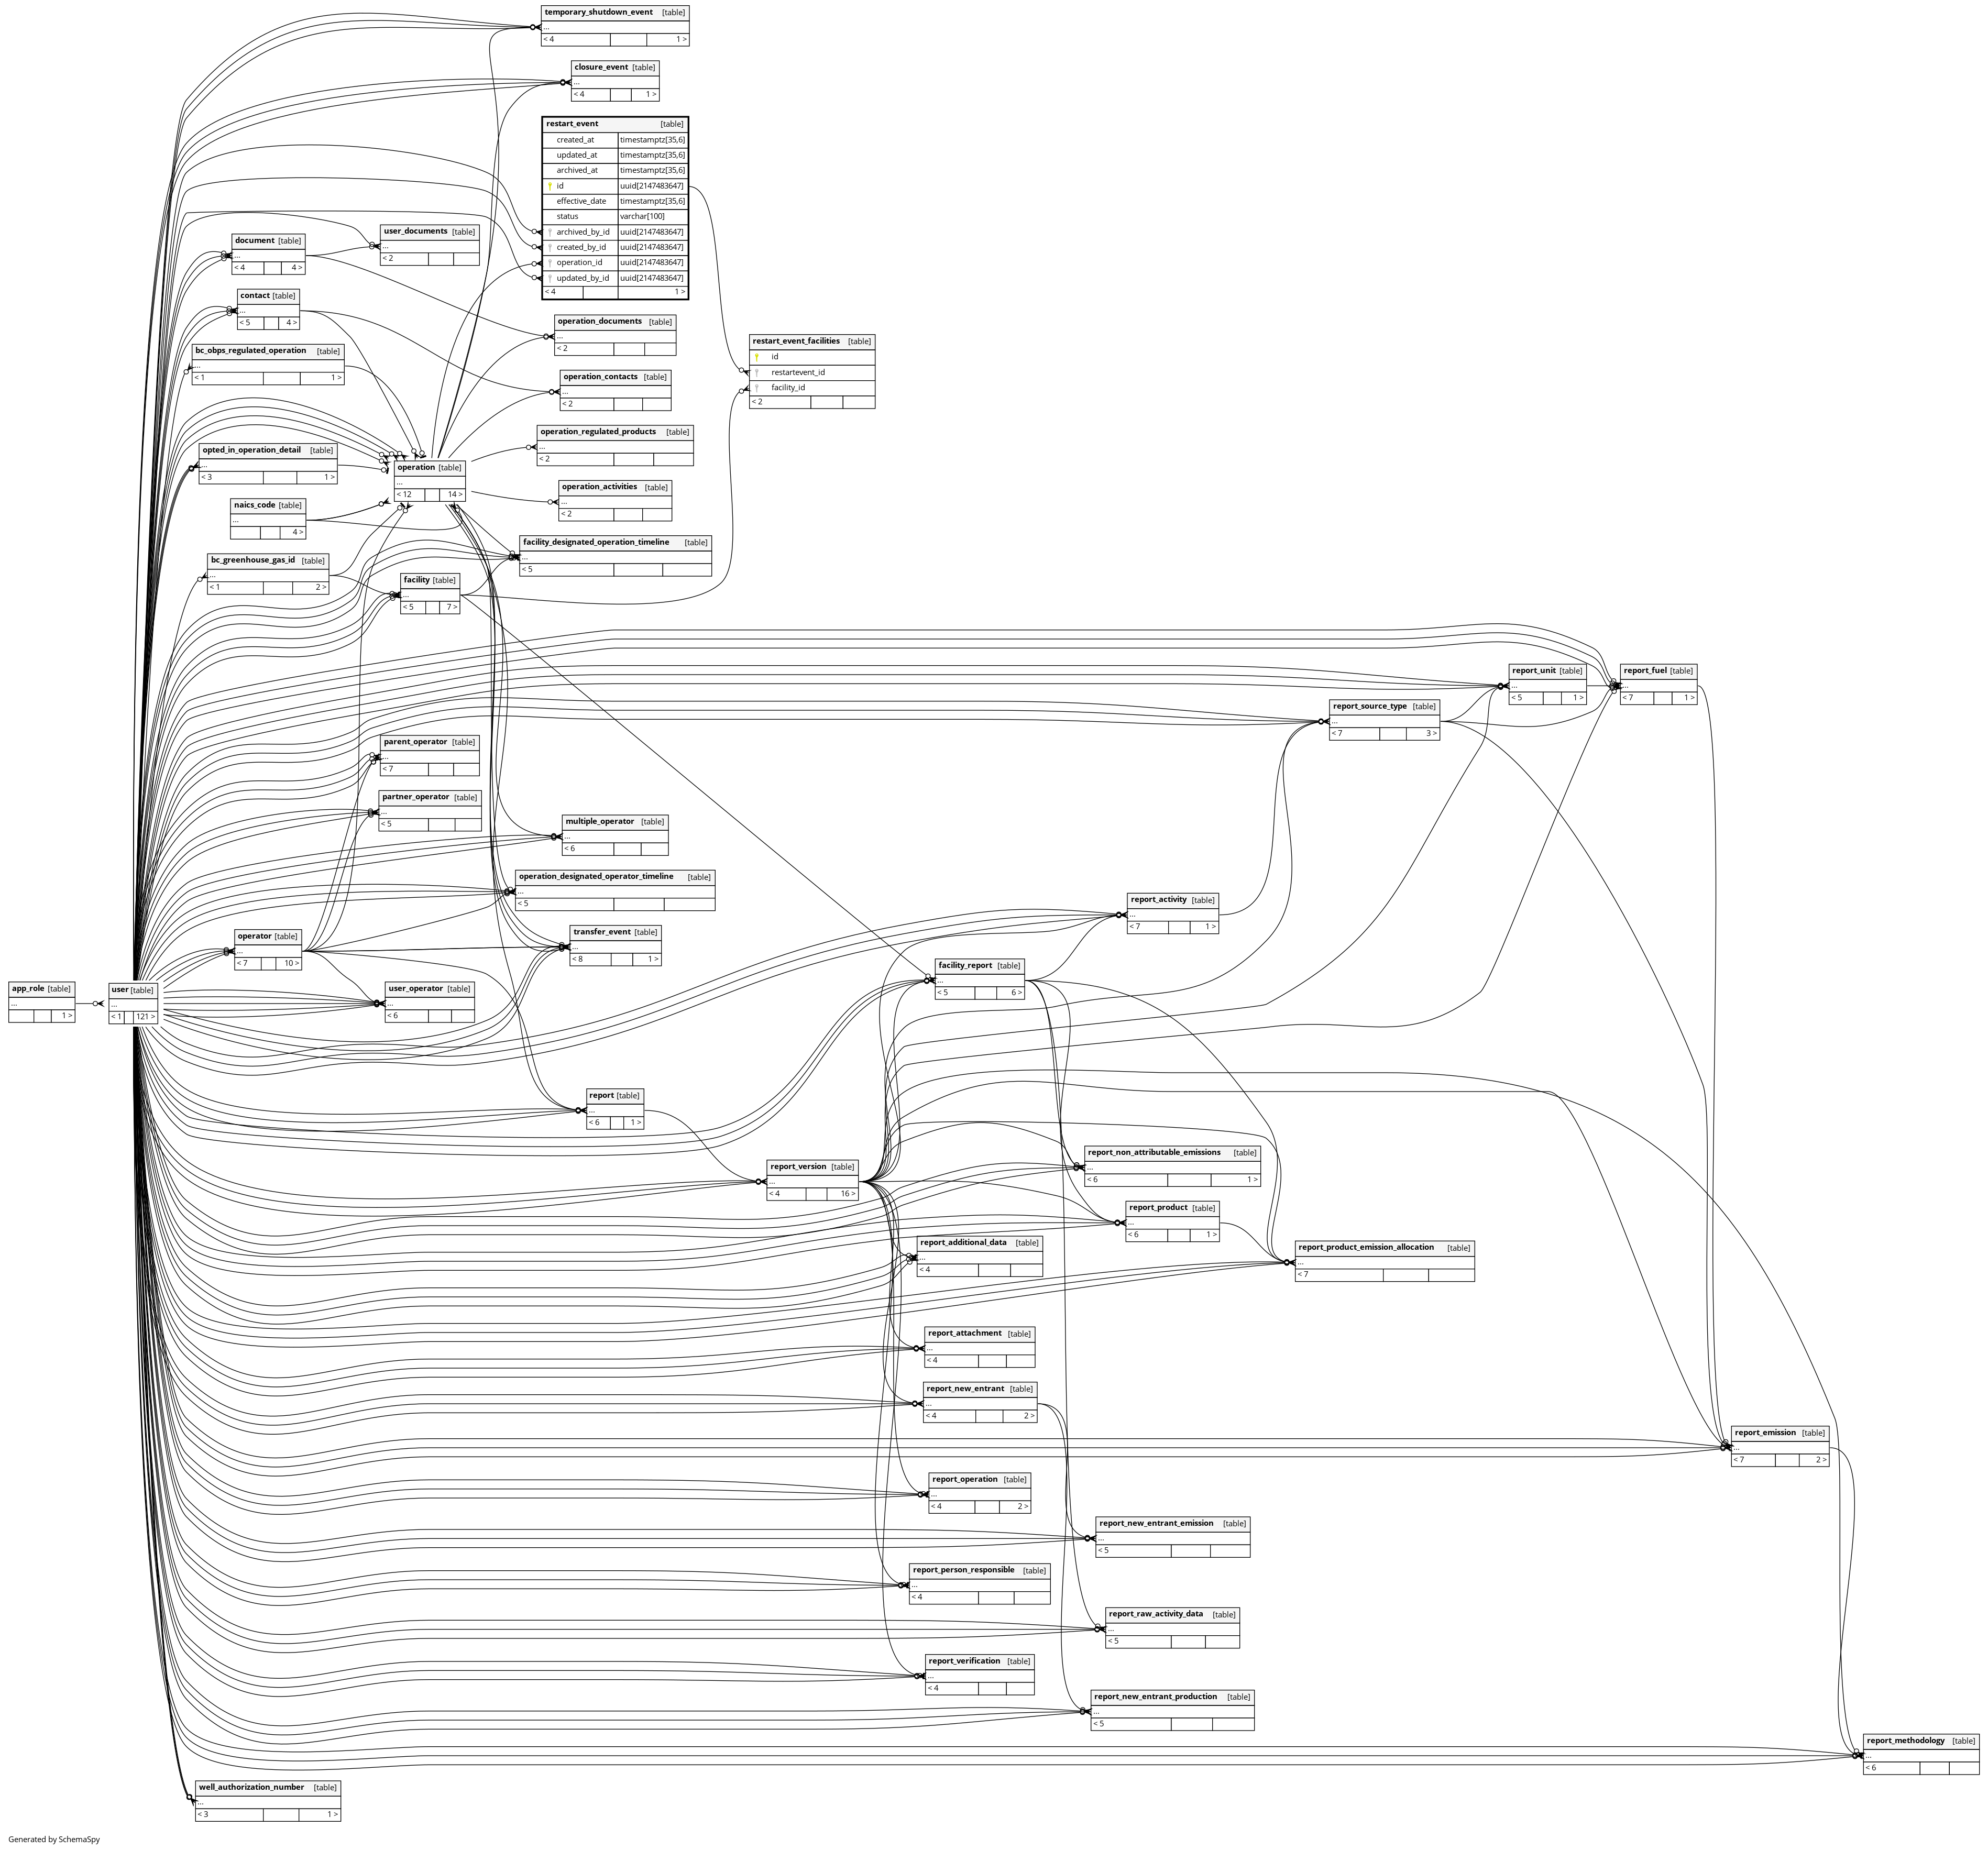 temporary_shutdown_event [table]
...
< 4 1 >
closure_event [table]
...
< 4 1 >
restart_event [table]
created_at timestamptz[35,6]
updated_at timestamptz[35,6]
archived_at timestamptz[35,6]
id uuid[2147483647]
effective_date timestamptz[35,6]
status varchar[100]
archived_by_id uuid[2147483647]
created_by_id uuid[2147483647]
operation_id uuid[2147483647]
updated_by_id uuid[2147483647]
< 4 1 >
user_documents [table]
...
< 2
document [table]
...
< 4 4 >
contact [table]
...
< 5 4 >
operation_documents [table]
...
< 2
restart_event_facilities [table]
id
restartevent_id
facility_id
< 2
bc_obps_regulated_operation [table]
...
< 1 1 >
operation_contacts [table]
...
< 2
operation_regulated_products [table]
...
< 2
opted_in_operation_detail [table]
...
< 3 1 >
operation [table]
...
< 12 14 >
operation_activities [table]
...
< 2
naics_code [table]
...
4 >
facility_designated_operation_timeline [table]
...
< 5
bc_greenhouse_gas_id [table]
...
< 1 2 >
facility [table]
...
< 5 7 >
report_unit [table]
...
< 5 1 >
report_fuel [table]
...
< 7 1 >
report_source_type [table]
...
< 7 3 >
parent_operator [table]
...
< 7
partner_operator [table]
...
< 5
multiple_operator [table]
...
< 6
operation_designated_operator_timeline [table]
...
< 5
report_activity [table]
...
< 7 1 >
transfer_event [table]
...
< 8 1 >
operator [table]
...
< 7 10 >
facility_report [table]
...
< 5 6 >
app_role [table]
...
1 >
user [table]
...
< 1 121 >
user_operator [table]
...
< 6
report [table]
...
< 6 1 >
report_version [table]
...
< 4 16 >
report_non_attributable_emissions [table]
...
< 6 1 >
report_product [table]
...
< 6 1 >
report_additional_data [table]
...
< 4
report_product_emission_allocation [table]
...
< 7
report_attachment [table]
...
< 4
report_new_entrant [table]
...
< 4 2 >
report_emission [table]
...
< 7 2 >
report_operation [table]
...
< 4 2 >
report_new_entrant_emission [table]
...
< 5
report_person_responsible [table]
...
< 4
report_raw_activity_data [table]
...
< 5
report_verification [table]
...
< 4
report_new_entrant_production [table]
...
< 5
report_methodology [table]
...
< 6
well_authorization_number [table]
...
< 3 1 >
Generated by SchemaSpy